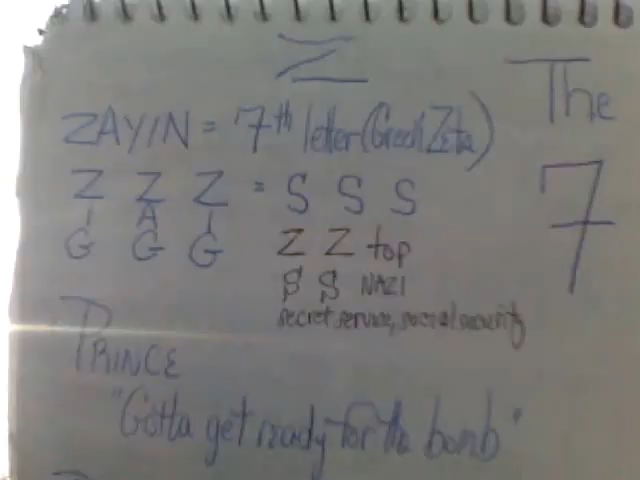 Z
The
7
ZAYIN = 7th letter (Greek Zeta)
Z Z Z = S S S
I A I
G G G
Z Z top
S S NAZI
secret service, social security
PRINCE
"Gotta get ready for the bomb"